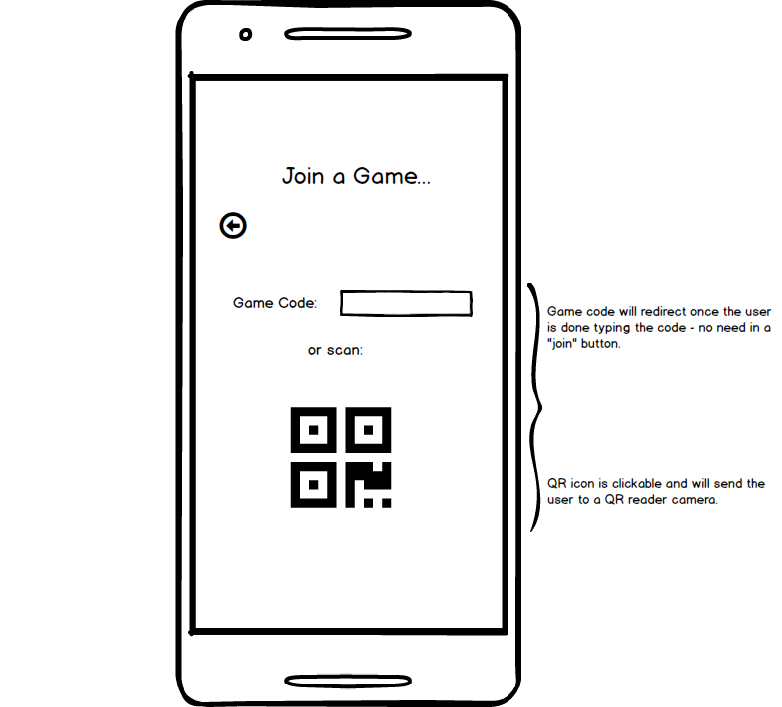 Join a Game...
Game Code:
or scan:
Game code will redirect once the user
is done typing the code - no need in a
"join" button.
QR icon is clickable and will send the
user to a QR reader camera.